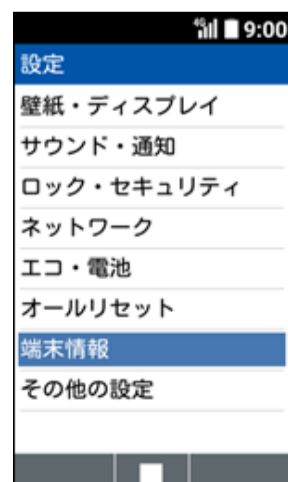 4G 9:00
設定
壁紙・ディスプレイ
サウンド・通知
ロック・セキュリティ
ネットワーク
エコ・電池
オールリセット
端末情報
その他の設定